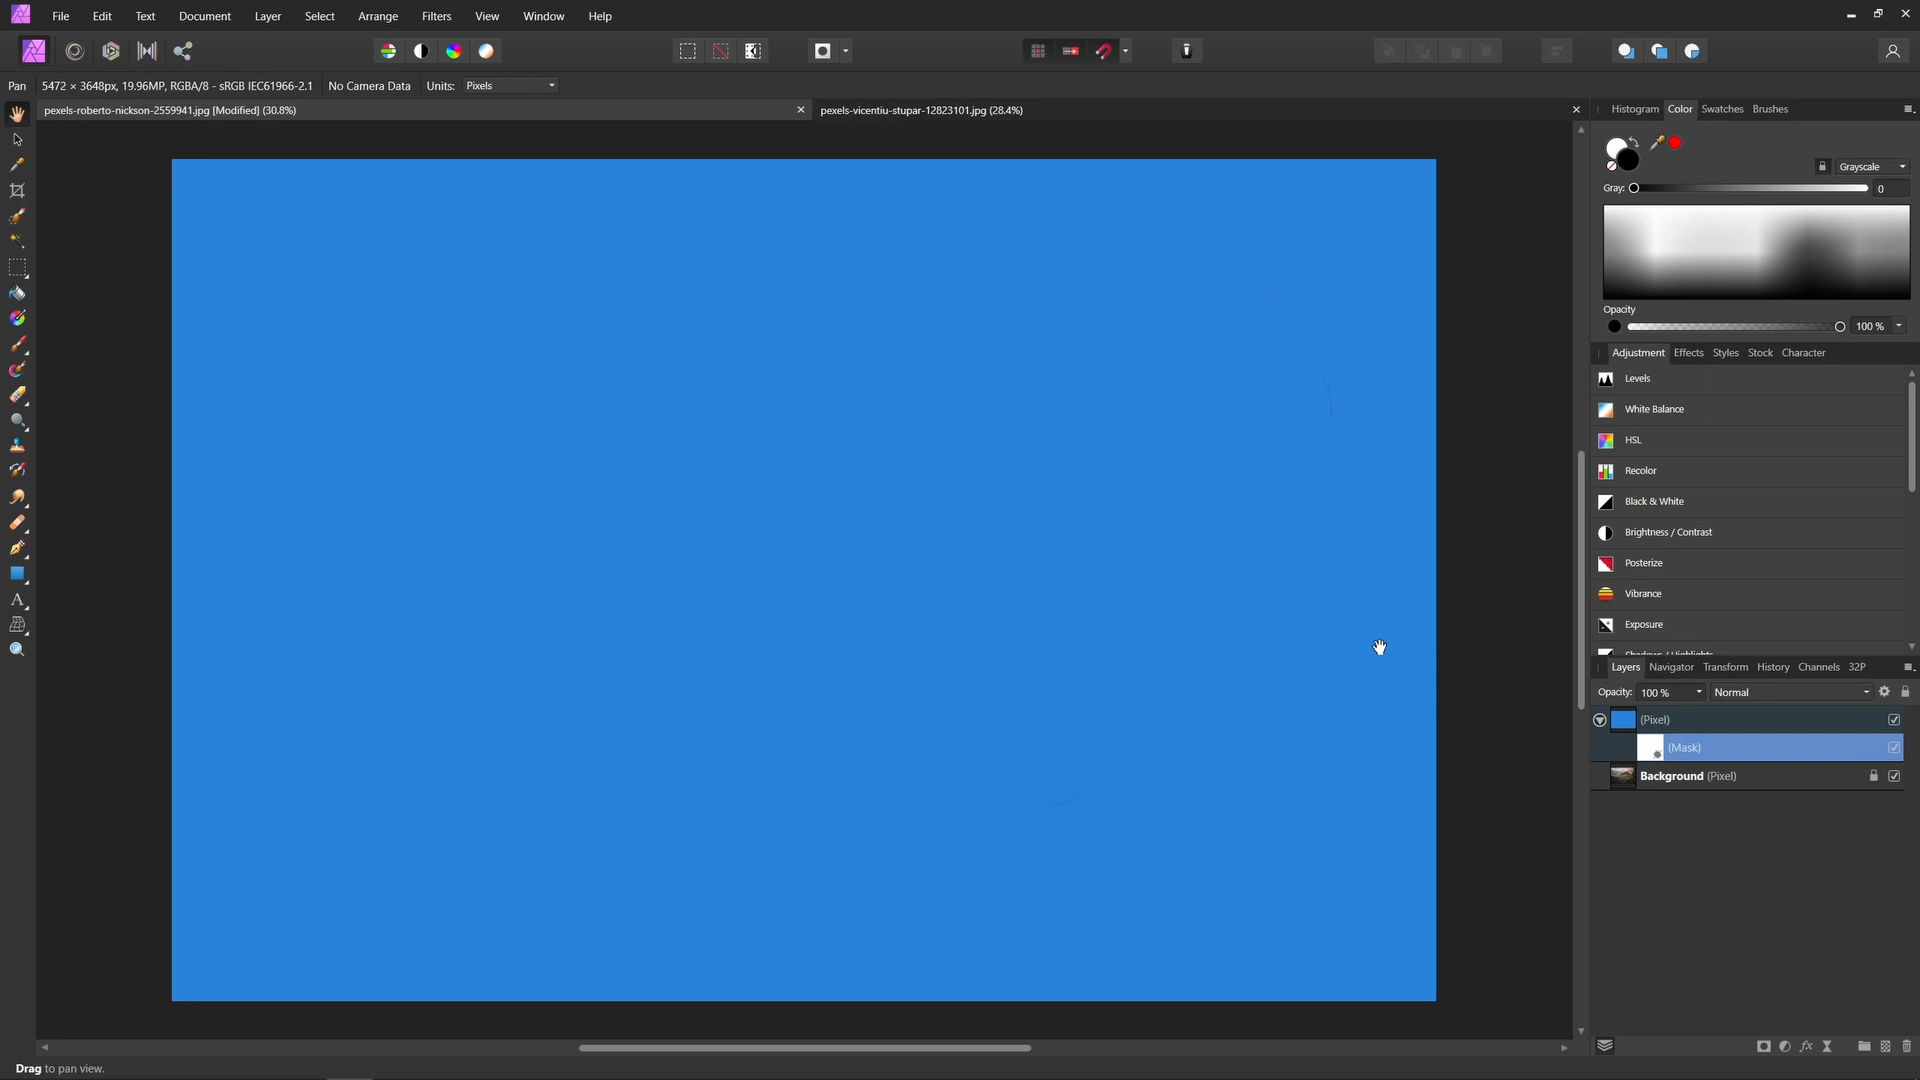 File Edit Text Document Layer Select Arrange Filters View Window Help
Pan 5472 × 3648px, 19.96MP, RGBA/8 - sRGB IEC61966-2.1 No Camera Data Units: Pixels
pexels-roberto-nickson-2559941.jpg [Modified] (30.8%) pexels-vicentiu-stupar-12823101.jpg (28.4%)
Histogram Color Swatches Brushes
Grayscale
Gray: 0
Opacity
100 %
Adjustment Effects Styles Stock Character
Levels
White Balance
HSL
Recolor
Black & White
Brightness / Contrast
Posterize
Vibrance
Exposure
Shadows / Highlights
Layers Navigator Transform History Channels 32P
Opacity: 100 % Normal
(Pixel)
(Mask)
Background (Pixel)
Drag to pan view.